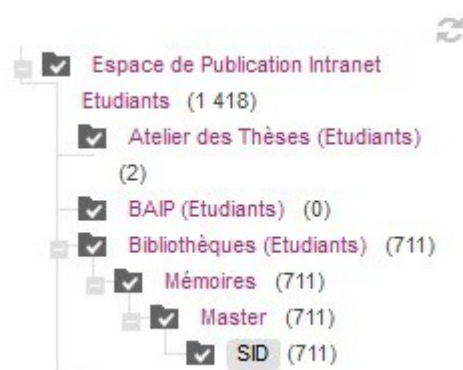 Espace de Publication Intranet
Etudiants (1 418)
Atelier des Thèses (Etudiants)
(2)
BAIP (Etudiants) (0)
Bibliothèques (Etudiants) (711)
Mémoires (711)
Master (711)
SID (711)